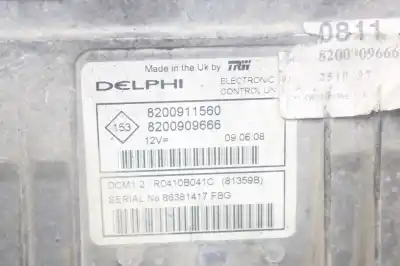 Made in the Uk by TRW
DELPHI
ELECTRONIC
CONTROL UN
153
8200911560
8200909666
12V=
09.06.08
DCM1.2 R0410B041C (81359B)
SERIAL No 86381417 FBG
0811
8200909666